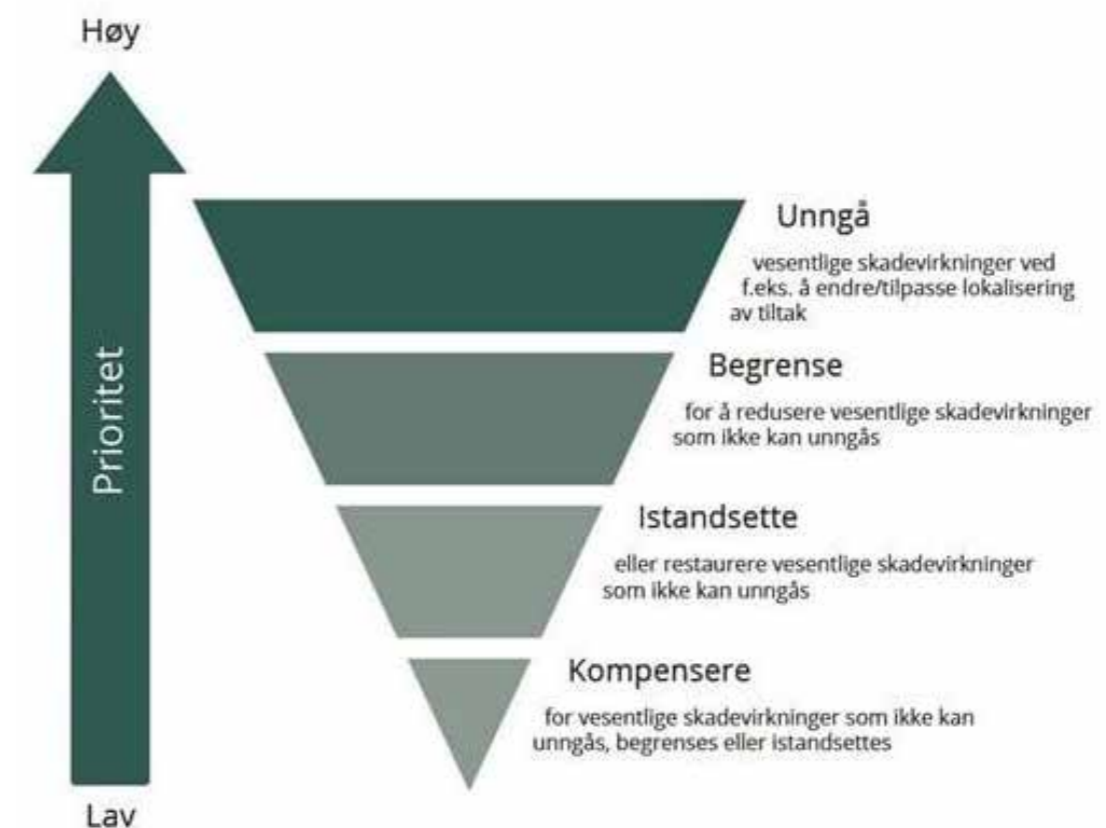 Høy
Prioritet
Lav
Unngå
vesentlige skadevirkninger ved
f.eks. å endre/tilpasse lokalisering
av tiltak
Begrense
for å redusere vesentlige skadevirkninger
som ikke kan unngås
Istandsette
eller restaurere vesentlige skadevirkninger
som ikke kan unngås
Kompensere
for vesentlige skadevirkninger som ikke kan
unngås, begrenses eller istandsettes